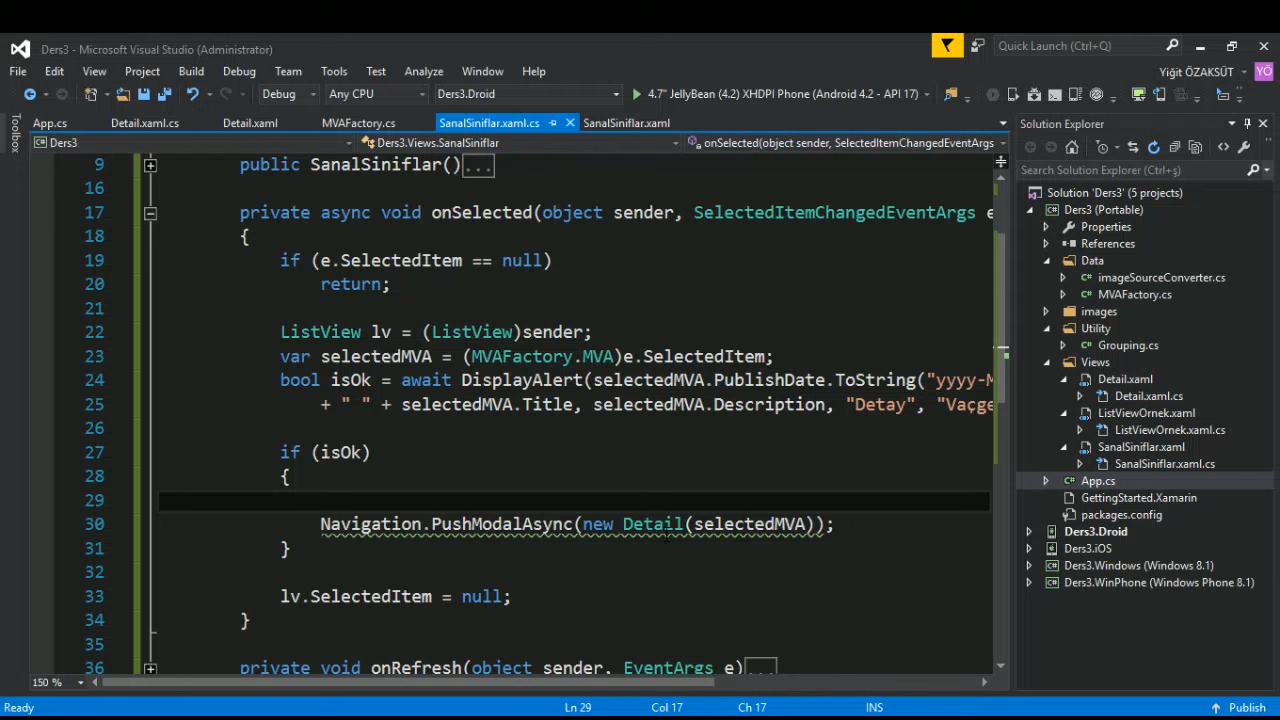 Ders3 - Microsoft Visual Studio (Administrator)
Quick Launch (Ctrl+Q)
File Edit View Project Build Debug Team Tools Test Analyze Window Help
Yiğit ÖZAKSÜT
YÖ
Debug Any CPU Ders3.Droid 4.7" JellyBean (4.2) XHDPI Phone (Android 4.2 - API 17)
App.cs Detail.xaml.cs Detail.xaml MVAFactory.cs SanalSiniflar.xaml.cs SanalSiniflar.xaml
Toolbox
Ders3 Ders3.Views.SanalSiniflar onSelected(object sender, SelectedItemChangedEventArgs
9 public SanalSiniflar()...
16
17 private async void onSelected(object sender, SelectedItemChangedEventArgs e
18 {
19 if (e.SelectedItem == null)
20 return;
21
22 ListView lv = (ListView)sender;
23 var selectedMVA = (MVAFactory.MVA)e.SelectedItem;
24 bool isOk = await DisplayAlert(selectedMVA.PublishDate.ToString("yyyy-M
25 + " " + selectedMVA.Title, selectedMVA.Description, "Detay", "Vaçge
26
27 if (isOk)
28 {
29
30 Navigation.PushModalAsync(new Detail(selectedMVA));
31 }
32
33 lv.SelectedItem = null;
34 }
35
36 private void onRefresh(object sender, EventArgs e)...
150 %
Solution Explorer
Search Solution Explorer (Ctrl+ş)
Solution 'Ders3' (5 projects)
Ders3 (Portable)
Properties
References
Data
imageSourceConverter.cs
MVAFactory.cs
images
Utility
Grouping.cs
Views
Detail.xaml
Detail.xaml.cs
ListViewOrnek.xaml
ListViewOrnek.xaml.cs
SanalSiniflar.xaml
SanalSiniflar.xaml.cs
App.cs
GettingStarted.Xamarin
packages.config
Ders3.Droid
Ders3.iOS
Ders3.Windows (Windows 8.1)
Ders3.WinPhone (Windows Phone 8.1)
Ready Ln 29 Col 17 Ch 17 INS Publish